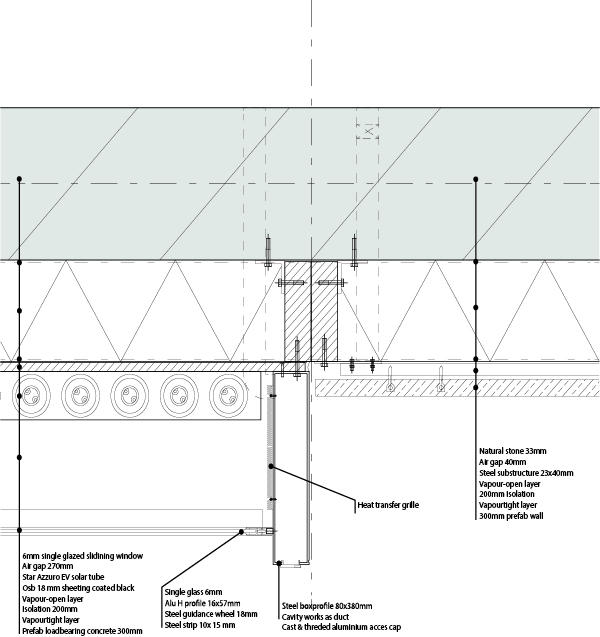 Natural stone 33mm
Air gap 40mm
Steel substructure 23x40mm
Vapour-open layer
200mm Isolation
Vapourtight layer
300mm prefab wall
Heat transfer grille
6mm single glazed slidining window
Air gap 270mm
Star Azzuro EV solar tube
Osb 18 mm sheeting coated black
Vapour-open layer
Isolation 200mm
Vapourtight layer
Prefab loadbearing concrete 300mm
Single glass 6mm
Alu H profile 16x57mm
Steel guidance wheel 18mm
Steel strip 10x 15 mm
Steel boxprofile 80x380mm
Cavity works as duct
Cast & threded aluminium acces cap